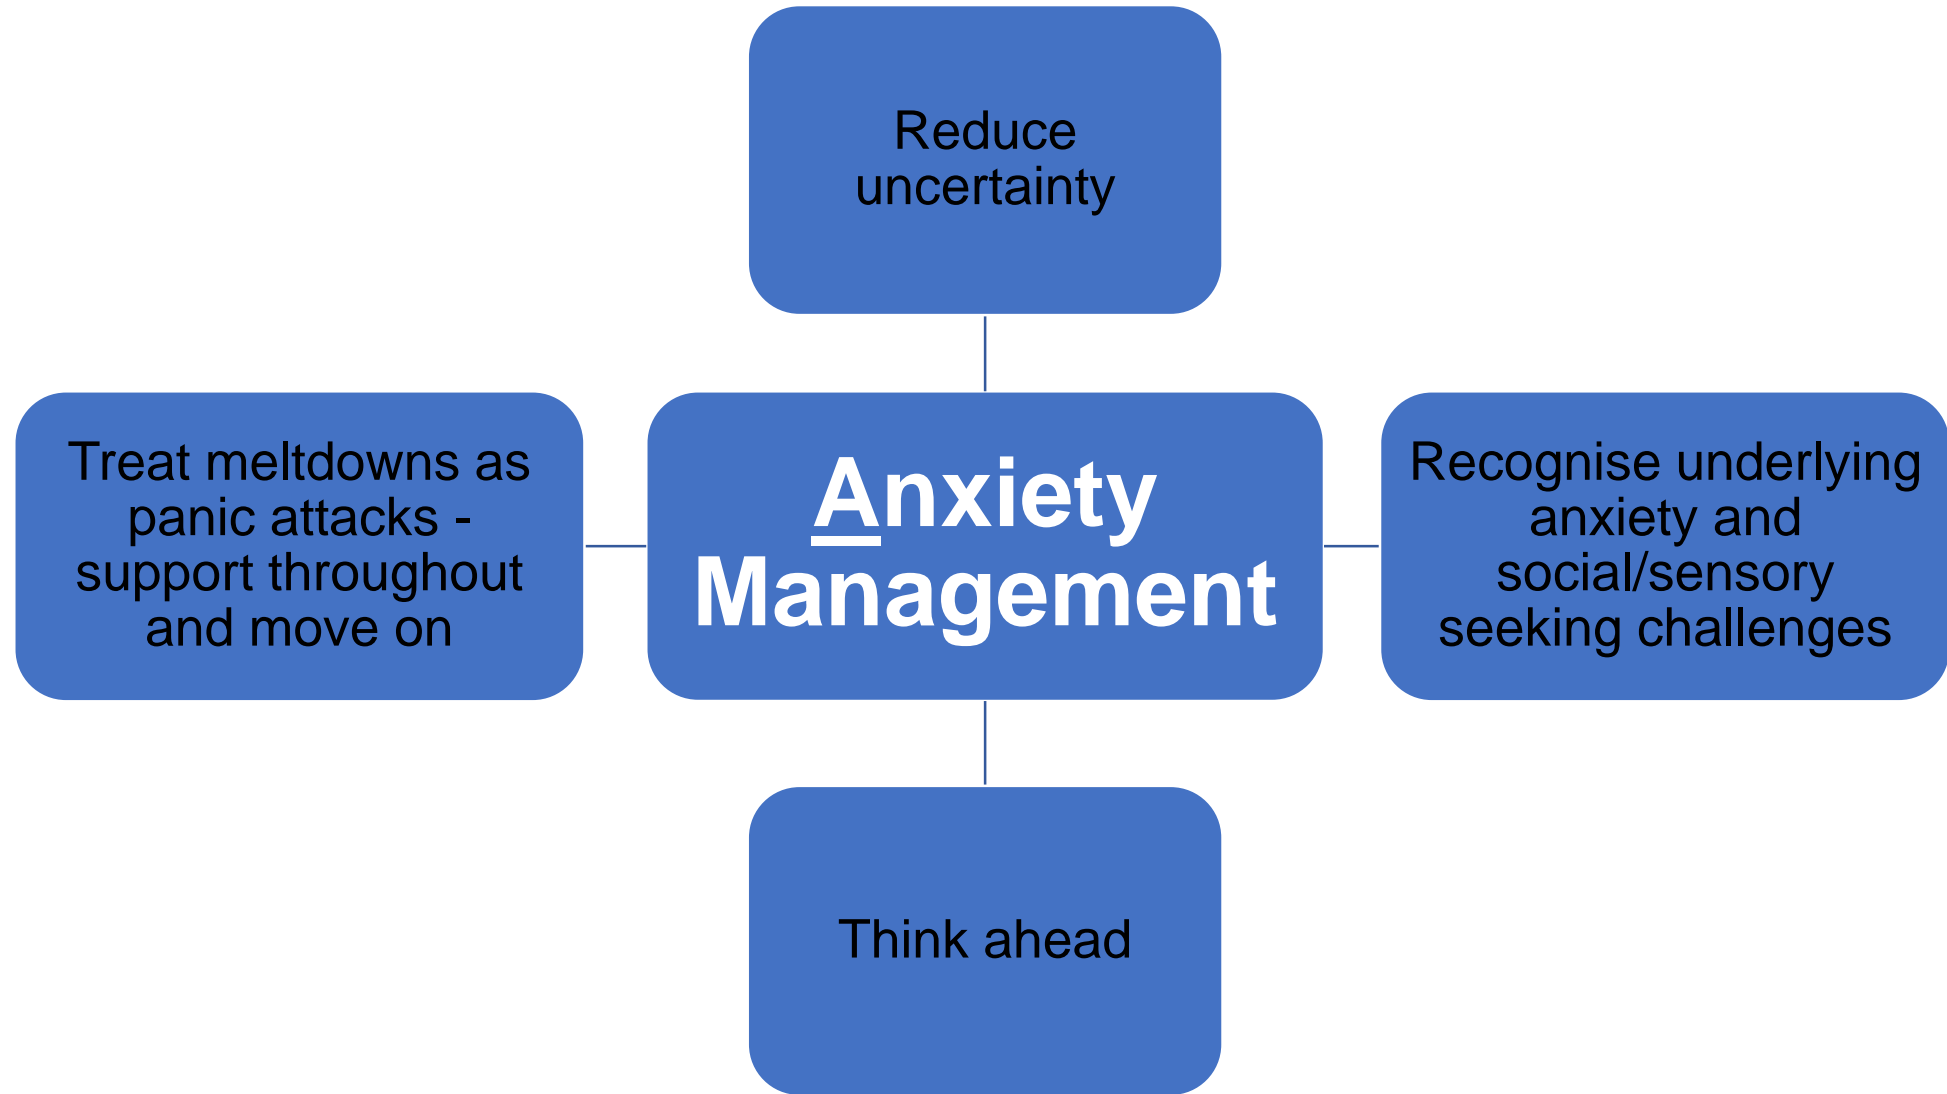 Reduce
uncertainty
Treat meltdowns as
panic attacks -
support throughout
and move on
Anxiety
Management
Recognise underlying
anxiety and
social/sensory
seeking challenges
Think ahead